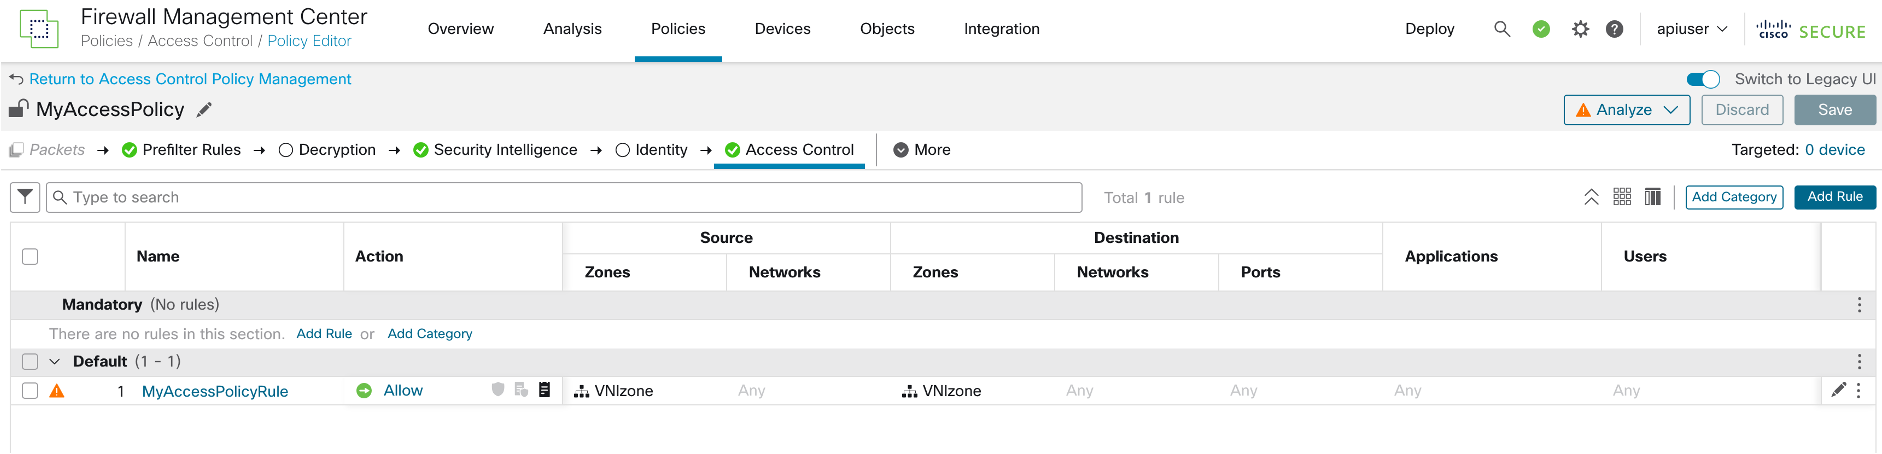 Firewall Management Center
Policies / Access Control / Policy Editor
Overview Analysis Policies Devices Objects Integration
Deploy apiuser CISCO SECURE
Return to Access Control Policy Management
Switch to Legacy UI
MyAccessPolicy
Analyze Discard Save
Packets Prefilter Rules Decryption Security Intelligence Identity Access Control More
Targeted: 0 device
Type to search
Total 1 rule
Add Category Add Rule
Source Destination
Name Action Applications Users
Zones Networks Zones Networks Ports
Mandatory (No rules)
There are no rules in this section. Add Rule or Add Category
Default (1 - 1)
1 MyAccessPolicyRule Allow VNIzone Any VNIzone Any Any Any Any